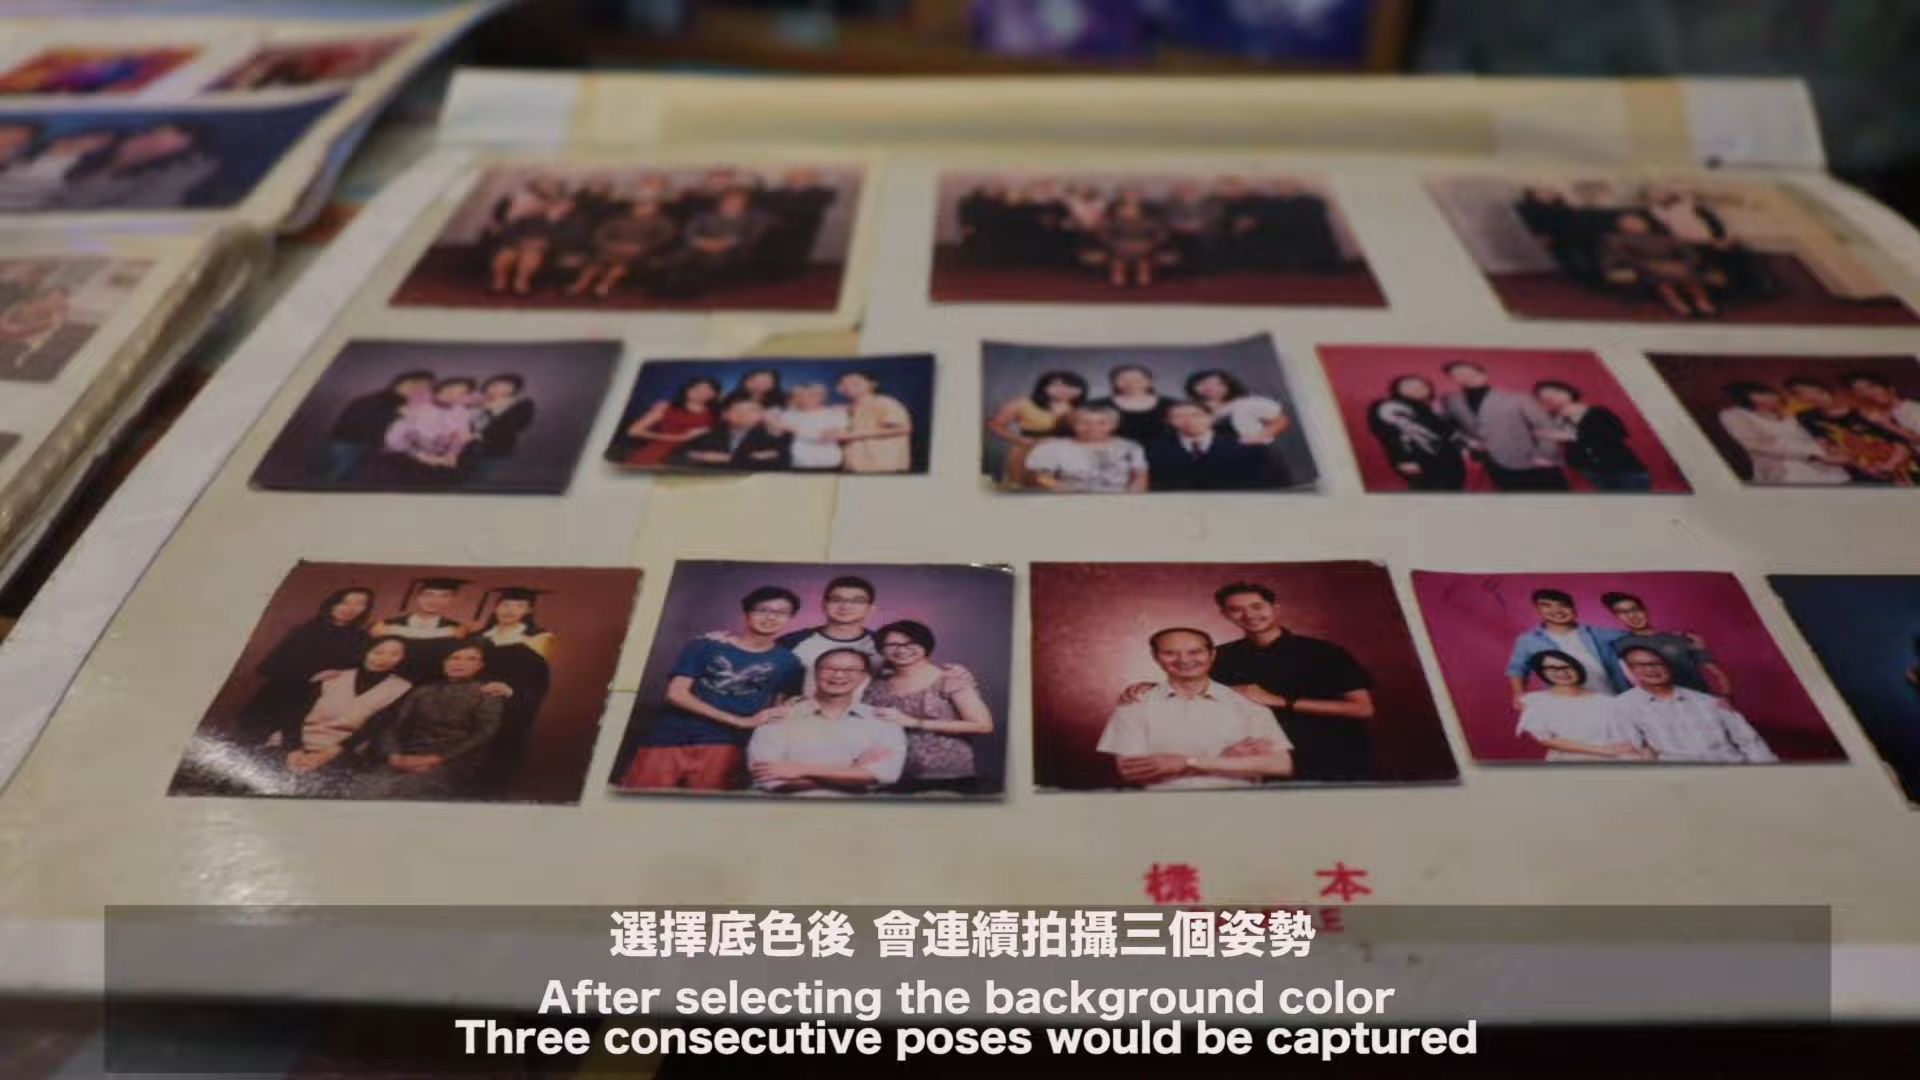 標 本
選擇底色後 會連續拍攝三個姿勢
After selecting the background color
Three consecutive poses would be captured